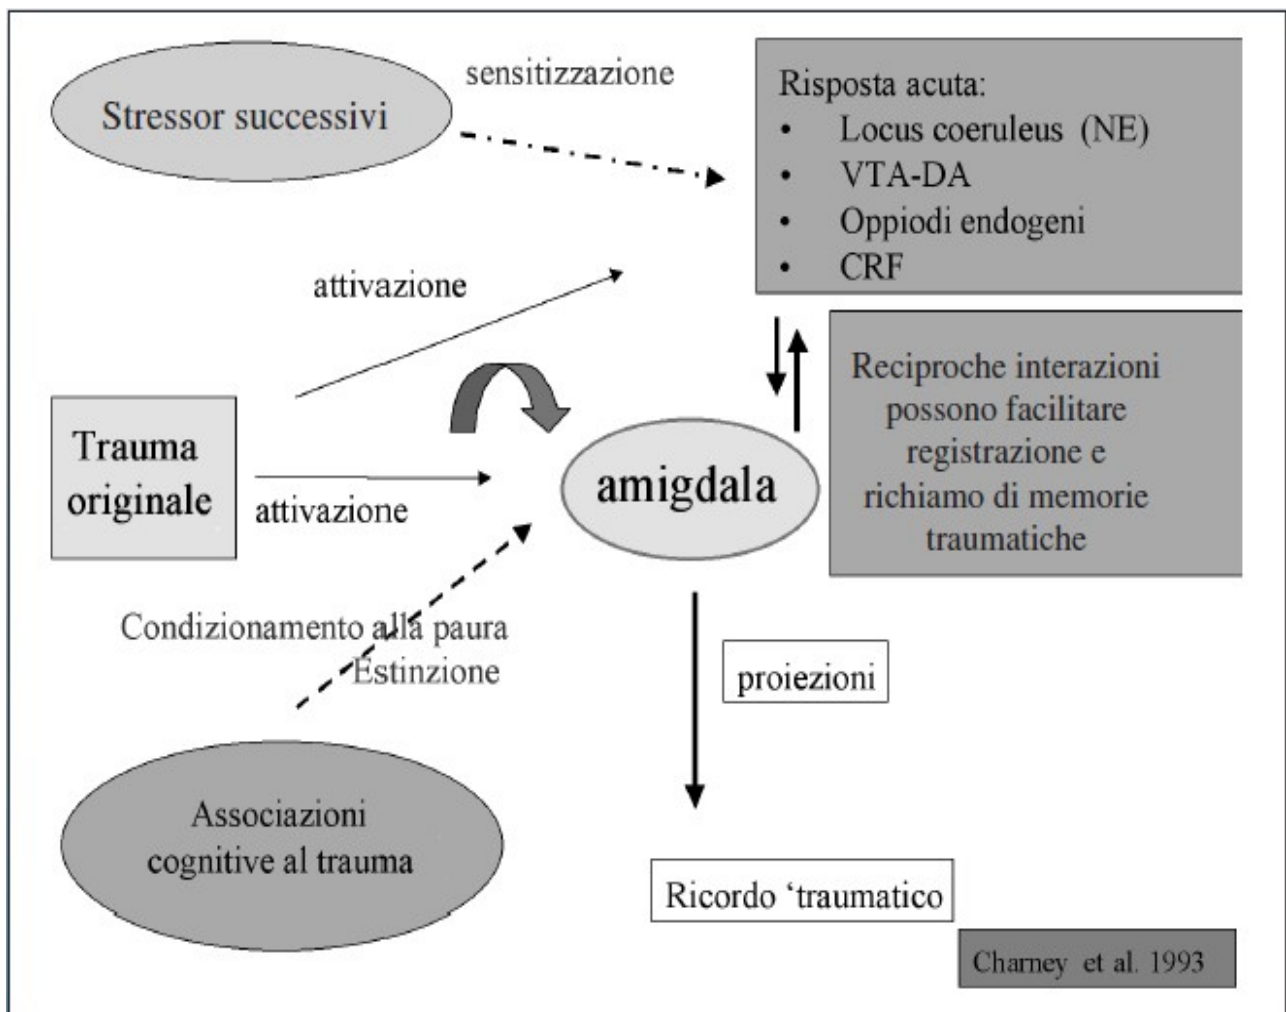 sensitizzazione
Stressor successivi
Risposta acuta:
• Locus coeruleus (NE)
• VTA-DA
• Oppiodi endogeni
• CRF
attivazione
Reciproche interazioni
possono facilitare
registrazione e
richiamo di memorie
traumatiche
Trauma
originale
attivazione
amigdala
Condizionamento alla paura
Estinzione
proiezioni
Associazioni
cognitive al trauma
Ricordo ‘traumatico
Charney et al. 1993